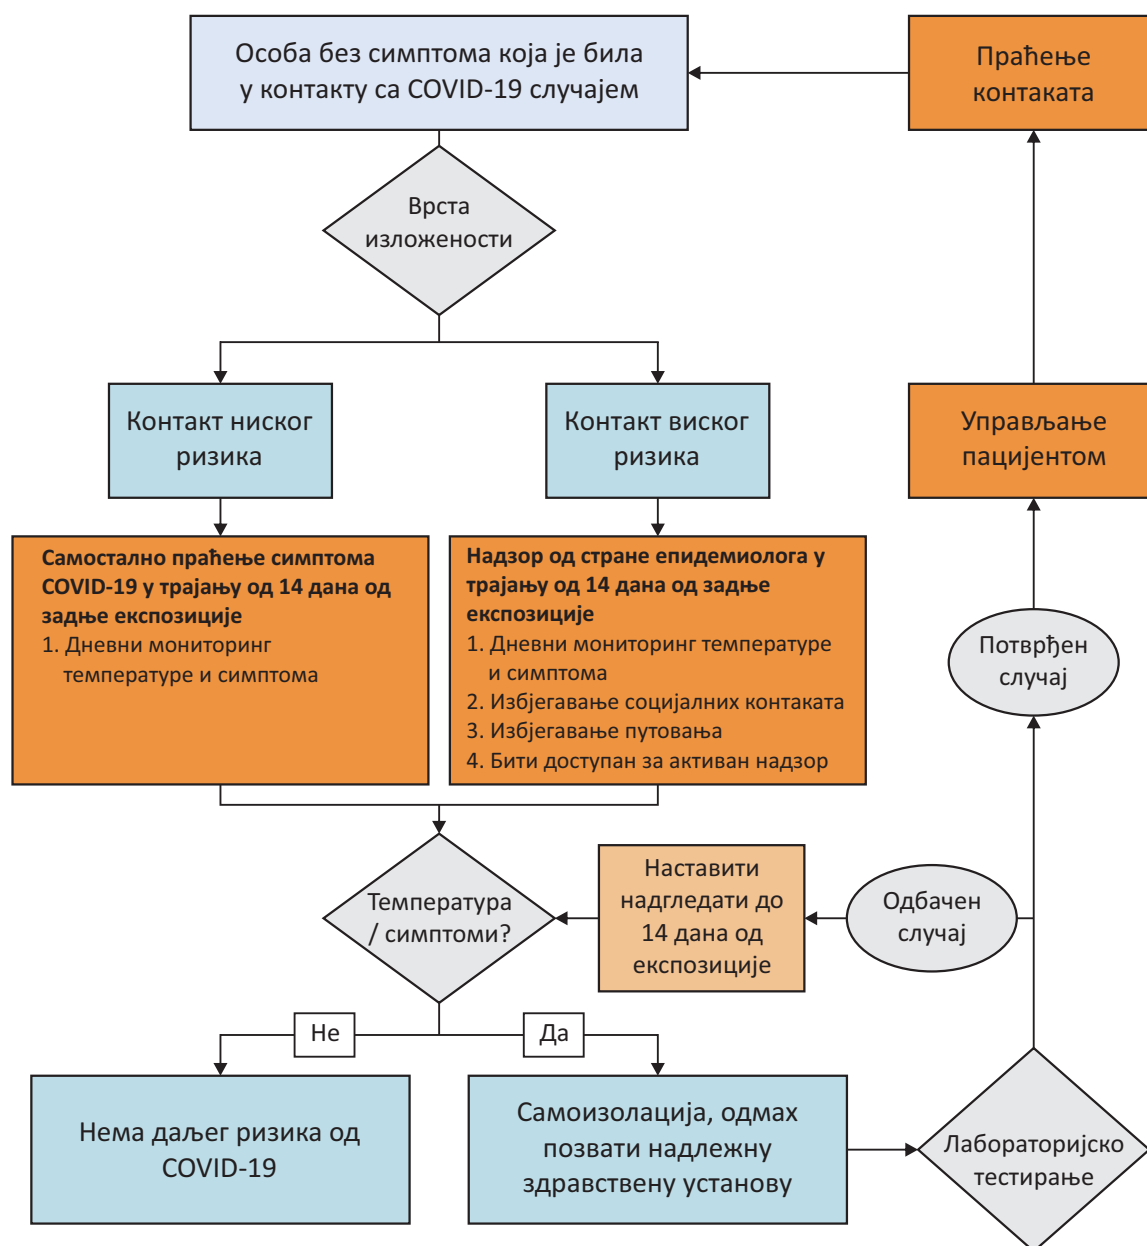 Особа без симптома која је била
у контакту са COVID-19 случајем
Праћење
контаката
Врста
изложености
Контакт ниског
ризика
Контакт виског
ризика
Управљање
пацијентом
Самостално праћење симптома
COVID-19 у трајању од 14 дана од
задње експозиције
1. Дневни мониторинг
температуре и симптома
Надзор од стране епидемиолога у
трајању од 14 дана од задње
експозиције
1. Дневни мониторинг температуре
и симптома
2. Избјегавање социјалних контаката
3. Избјегавање путовања
4. Бити доступан за активан надзор
Потврђен
случај
Температура
/ симптоми?
Наставити
надгледати до
14 дана од
експозиције
Одбачен
случај
Не
Да
Нема даљег ризика од
COVID-19
Самоизолација, одмах
позвати надлежну
здравствену установу
Лабораторијско
тестирање